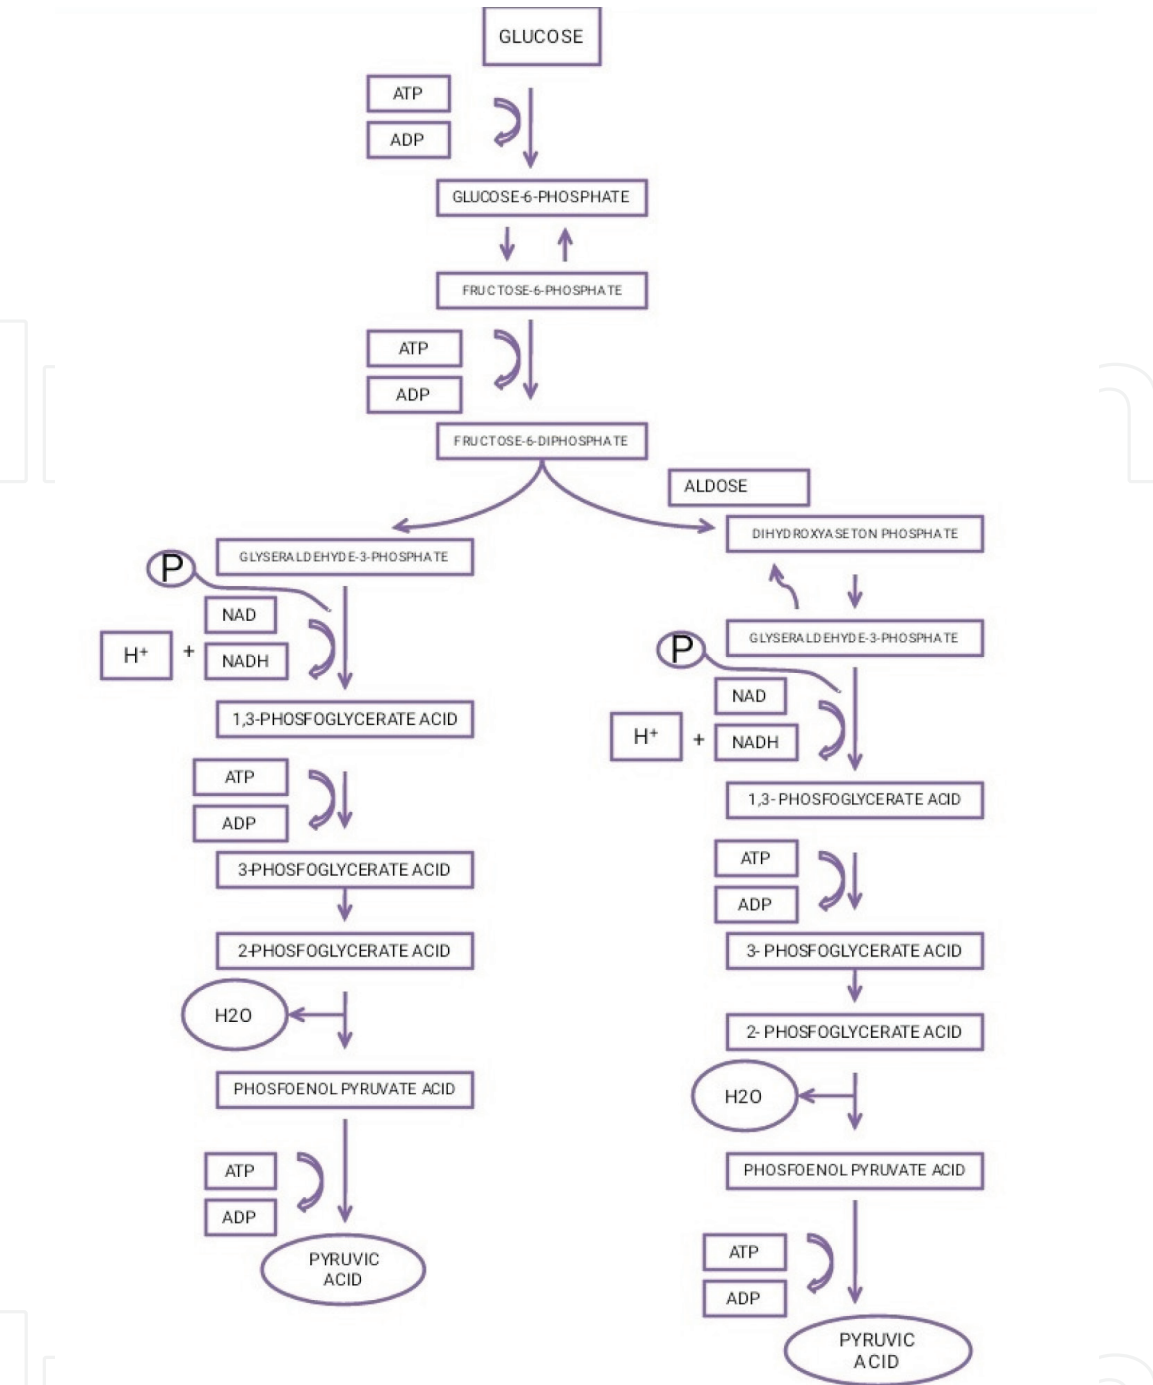 GLUCOSE
ATP
ADP
GLUCOSE-6-PHOSPHATE
FRUCTOSE-6-PHOSPHATE
ATP
ADP
FRUCTOSE-6-DIPHOSPHATE
ALDOSE
GLYSERALDEHYDE-3-PHOSPHATE
P
NAD
H+ + NADH
1,3-PHOSFOGLYCERATE ACID
ATP
ADP
3-PHOSFOGLYCERATE ACID
2-PHOSFOGLYCERATE ACID
H2O
PHOSFOENOL PYRUVATE ACID
ATP
ADP
PYRUVIC
ACID
DIHYDROXYASETON PHOSPHATE
GLYSERALDEHYDE-3-PHOSPHATE
P
NAD
H+ + NADH
1,3- PHOSFOGLYCERATE ACID
ATP
ADP
3- PHOSFOGLYCERATE ACID
2- PHOSFOGLYCERATE ACID
H2O
PHOSFOENOL PYRUVATE ACID
ATP
ADP
PYRUVIC
ACID